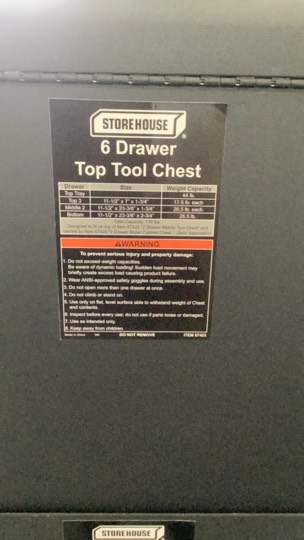 STOREHOUSE
6 Drawer
Top Tool Chest
Drawer Size Weight Capacity
Top Tray 44 lb.
Top 3 11-1/2" x 7" x 1-3/4" 17.5 lb. each
Middle 2 11-1/2" x 23-3/8" x 1-3/4" 26.5 lb. each
Bottom 11-1/2" x 23-3/8" x 2-3/4" 25.5 lb.
⚠WARNING
To prevent serious injury and property damage:
1. Do not exceed weight capacities.
Be aware of dynamic loading! Sudden load movement may
briefly create excess load causing product failure.
2. Wear ANSI-approved safety goggles during assembly and use.
3. Do not open more than one drawer at once.
4. Do not climb or stand on.
5. Use only on flat, level surface able to withstand weight of Chest
and contents.
6. Inspect before every use; do not use if parts loose or damaged.
7. Use as intended only.
8. Keep away from children.
Made in China DO NOT REMOVE ITEM 67423
STOREHOUSE